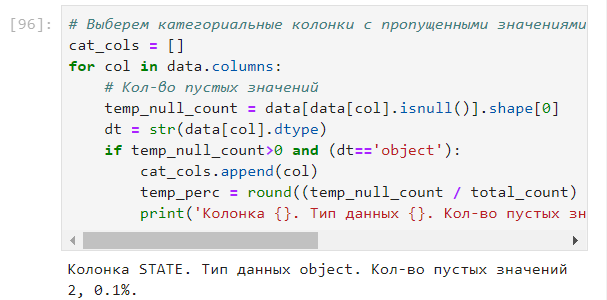 [96]:
# Выберем категориальные колонки с пропущенными значениями
cat_cols = []
for col in data.columns:
    # Кол-во пустых значений
    temp_null_count = data[data[col].isnull()].shape[0]
    dt = str(data[col].dtype)
    if temp_null_count>0 and (dt=='object'):
        cat_cols.append(col)
        temp_perc = round((temp_null_count / total_count)
        print('Колонка {}. Тип данных {}. Кол-во пустых зн
Колонка STATE. Тип данных object. Кол-во пустых значений
2, 0.1%.